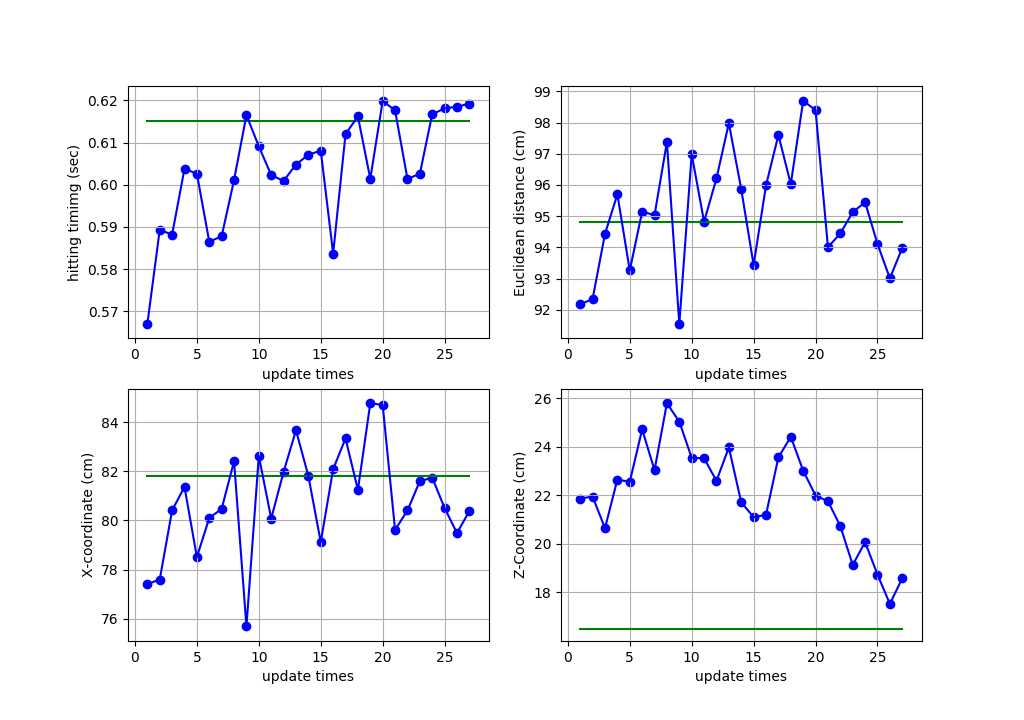 hitting timimg (sec)
0.62
0.61
0.60
0.59
0.58
0.57
0 5 10 15 20 25
update times
Euclidean distance (cm)
99
98
97
96
95
94
93
92
0 5 10 15 20 25
update times
X-coordinate (cm)
84
82
80
78
76
0 5 10 15 20 25
update times
Z-Coordinate (cm)
26
24
22
20
18
0 5 10 15 20 25
update times